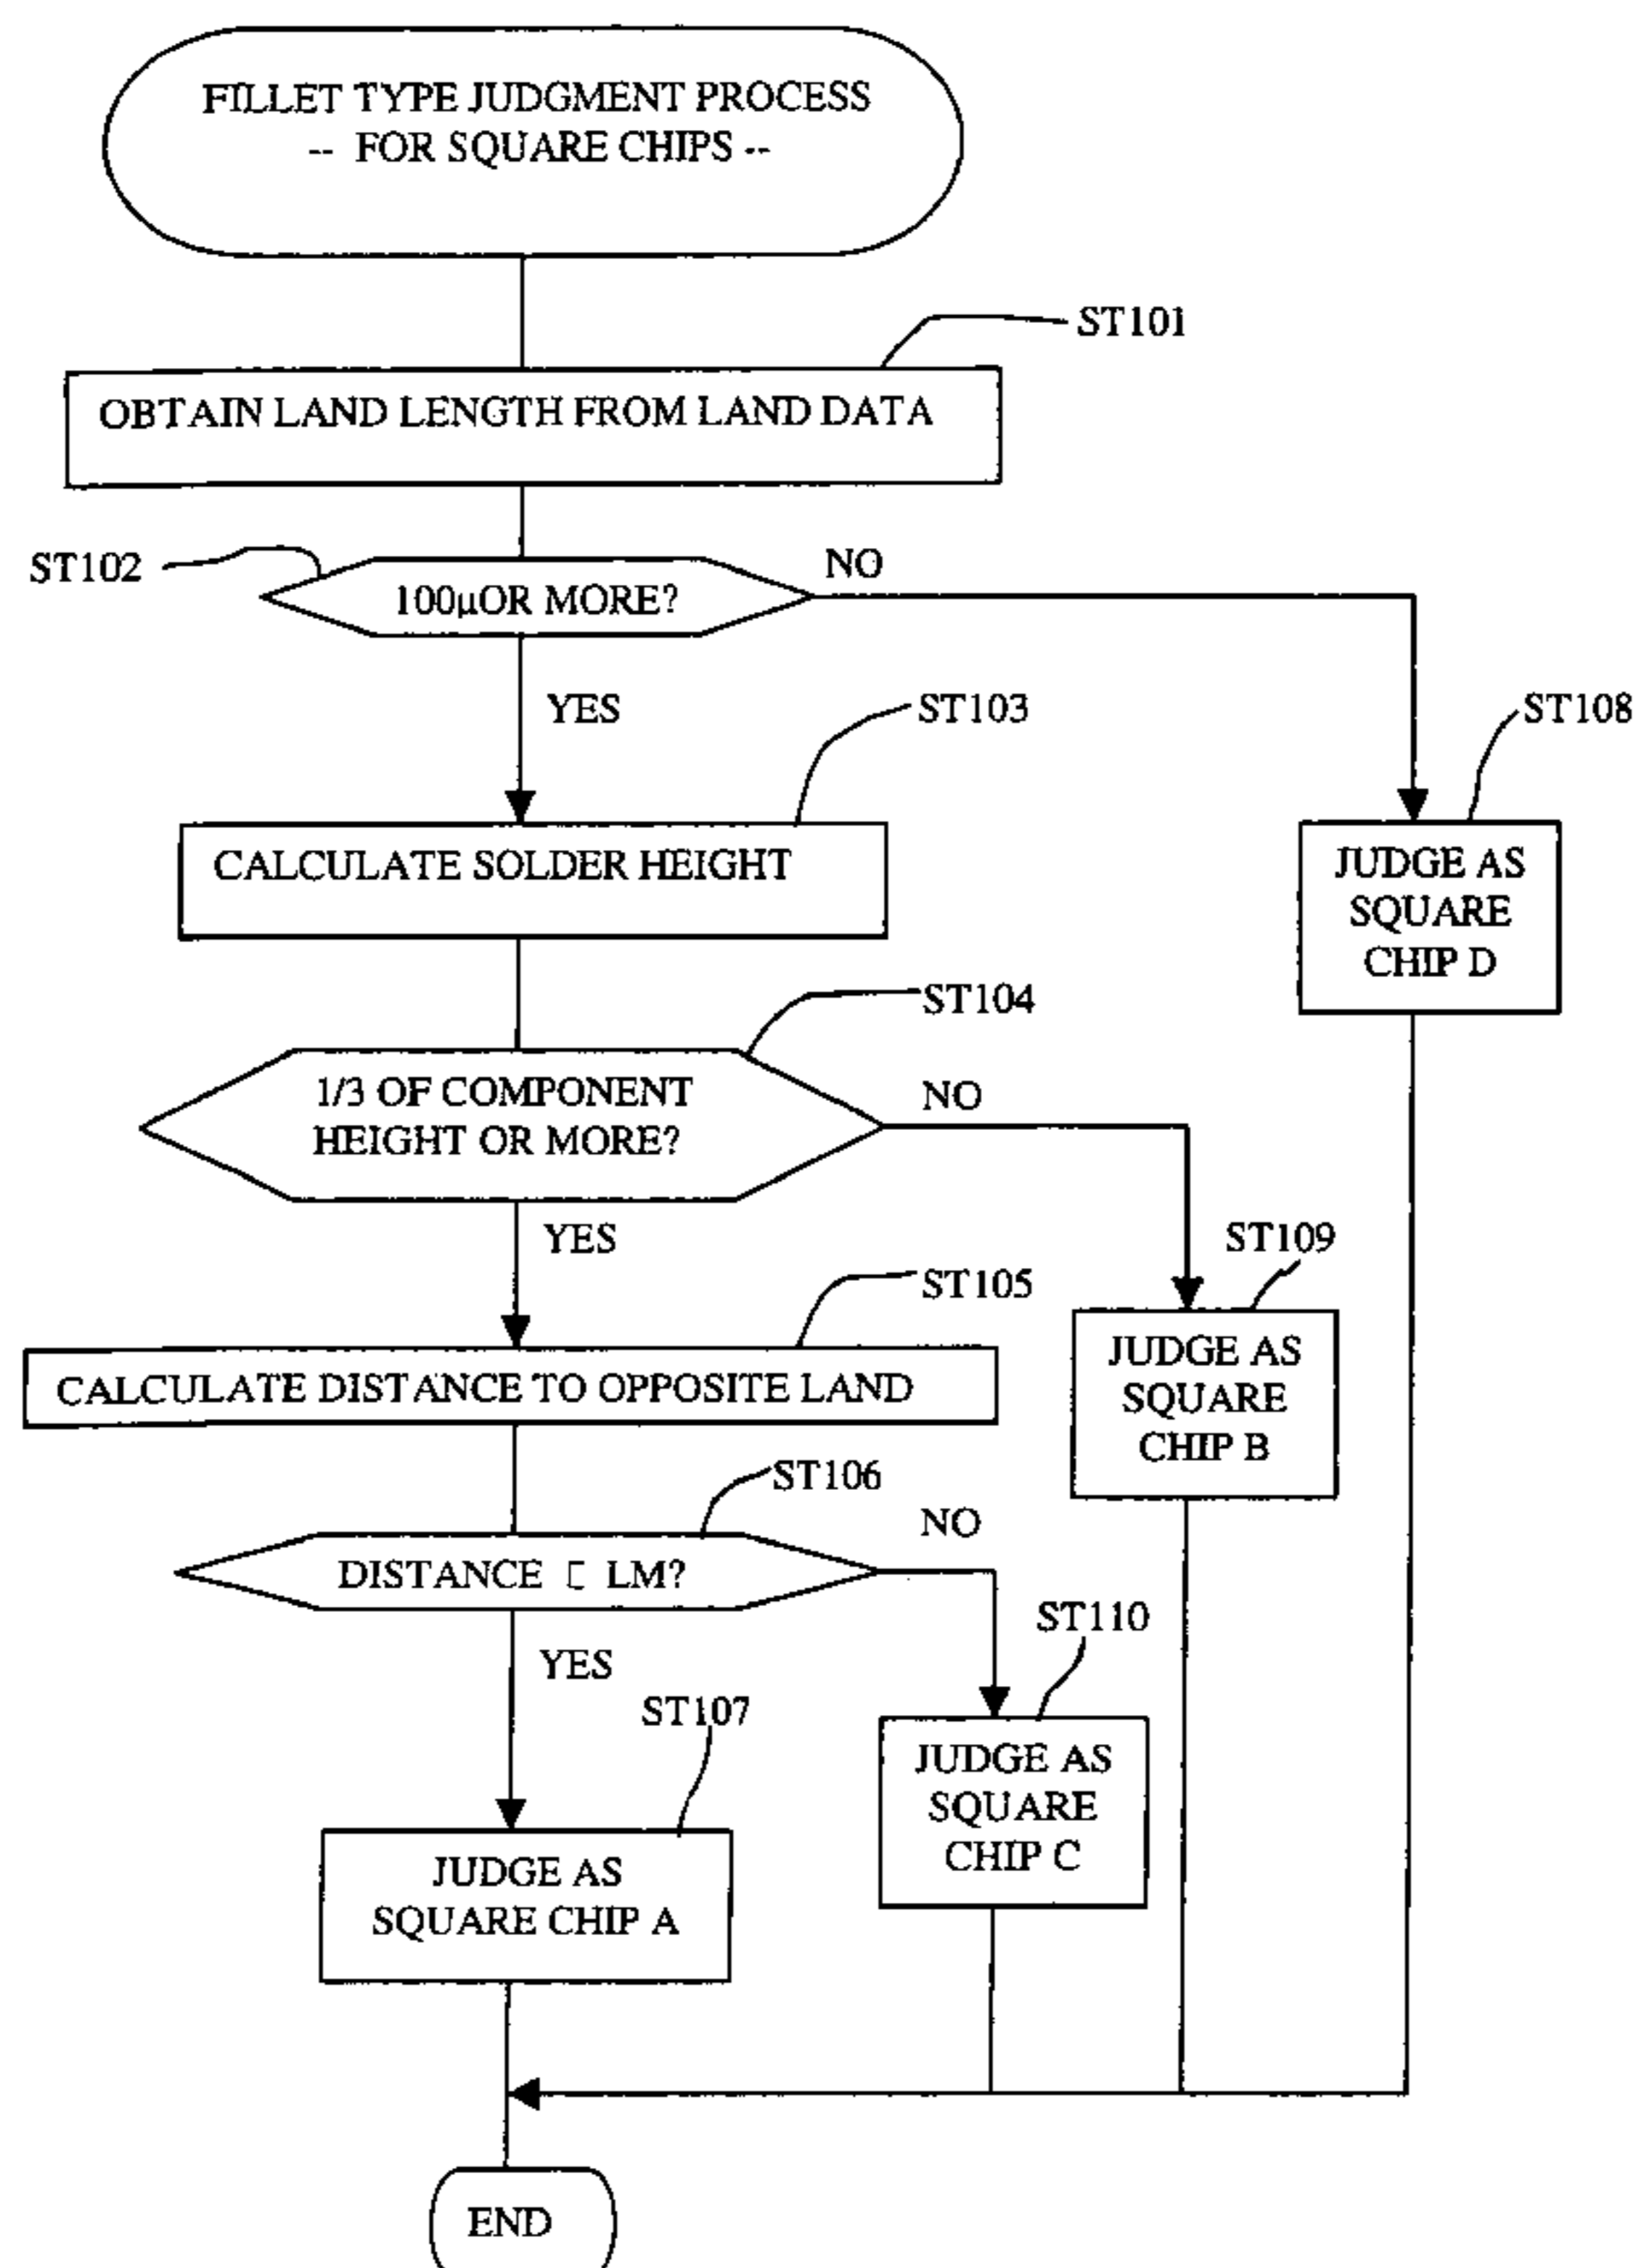 FILLET TYPE JUDGMENT PROCESS
-- FOR SQUARE CHIPS --
ST101
OBTAIN LAND LENGTH FROM LAND DATA
ST102
100µOR MORE?
NO
YES
ST103
ST108
CALCULATE SOLDER HEIGHT
JUDGE AS
SQUARE
CHIP D
ST104
1/3 OF COMPONENT
HEIGHT OR MORE?
NO
YES
ST109
ST105
JUDGE AS
SQUARE
CHIP B
CALCULATE DISTANCE TO OPPOSITE LAND
ST106
DISTANCE LM?
NO
YES
ST110
ST107
JUDGE AS
SQUARE
CHIP C
JUDGE AS
SQUARE CHIP A
END